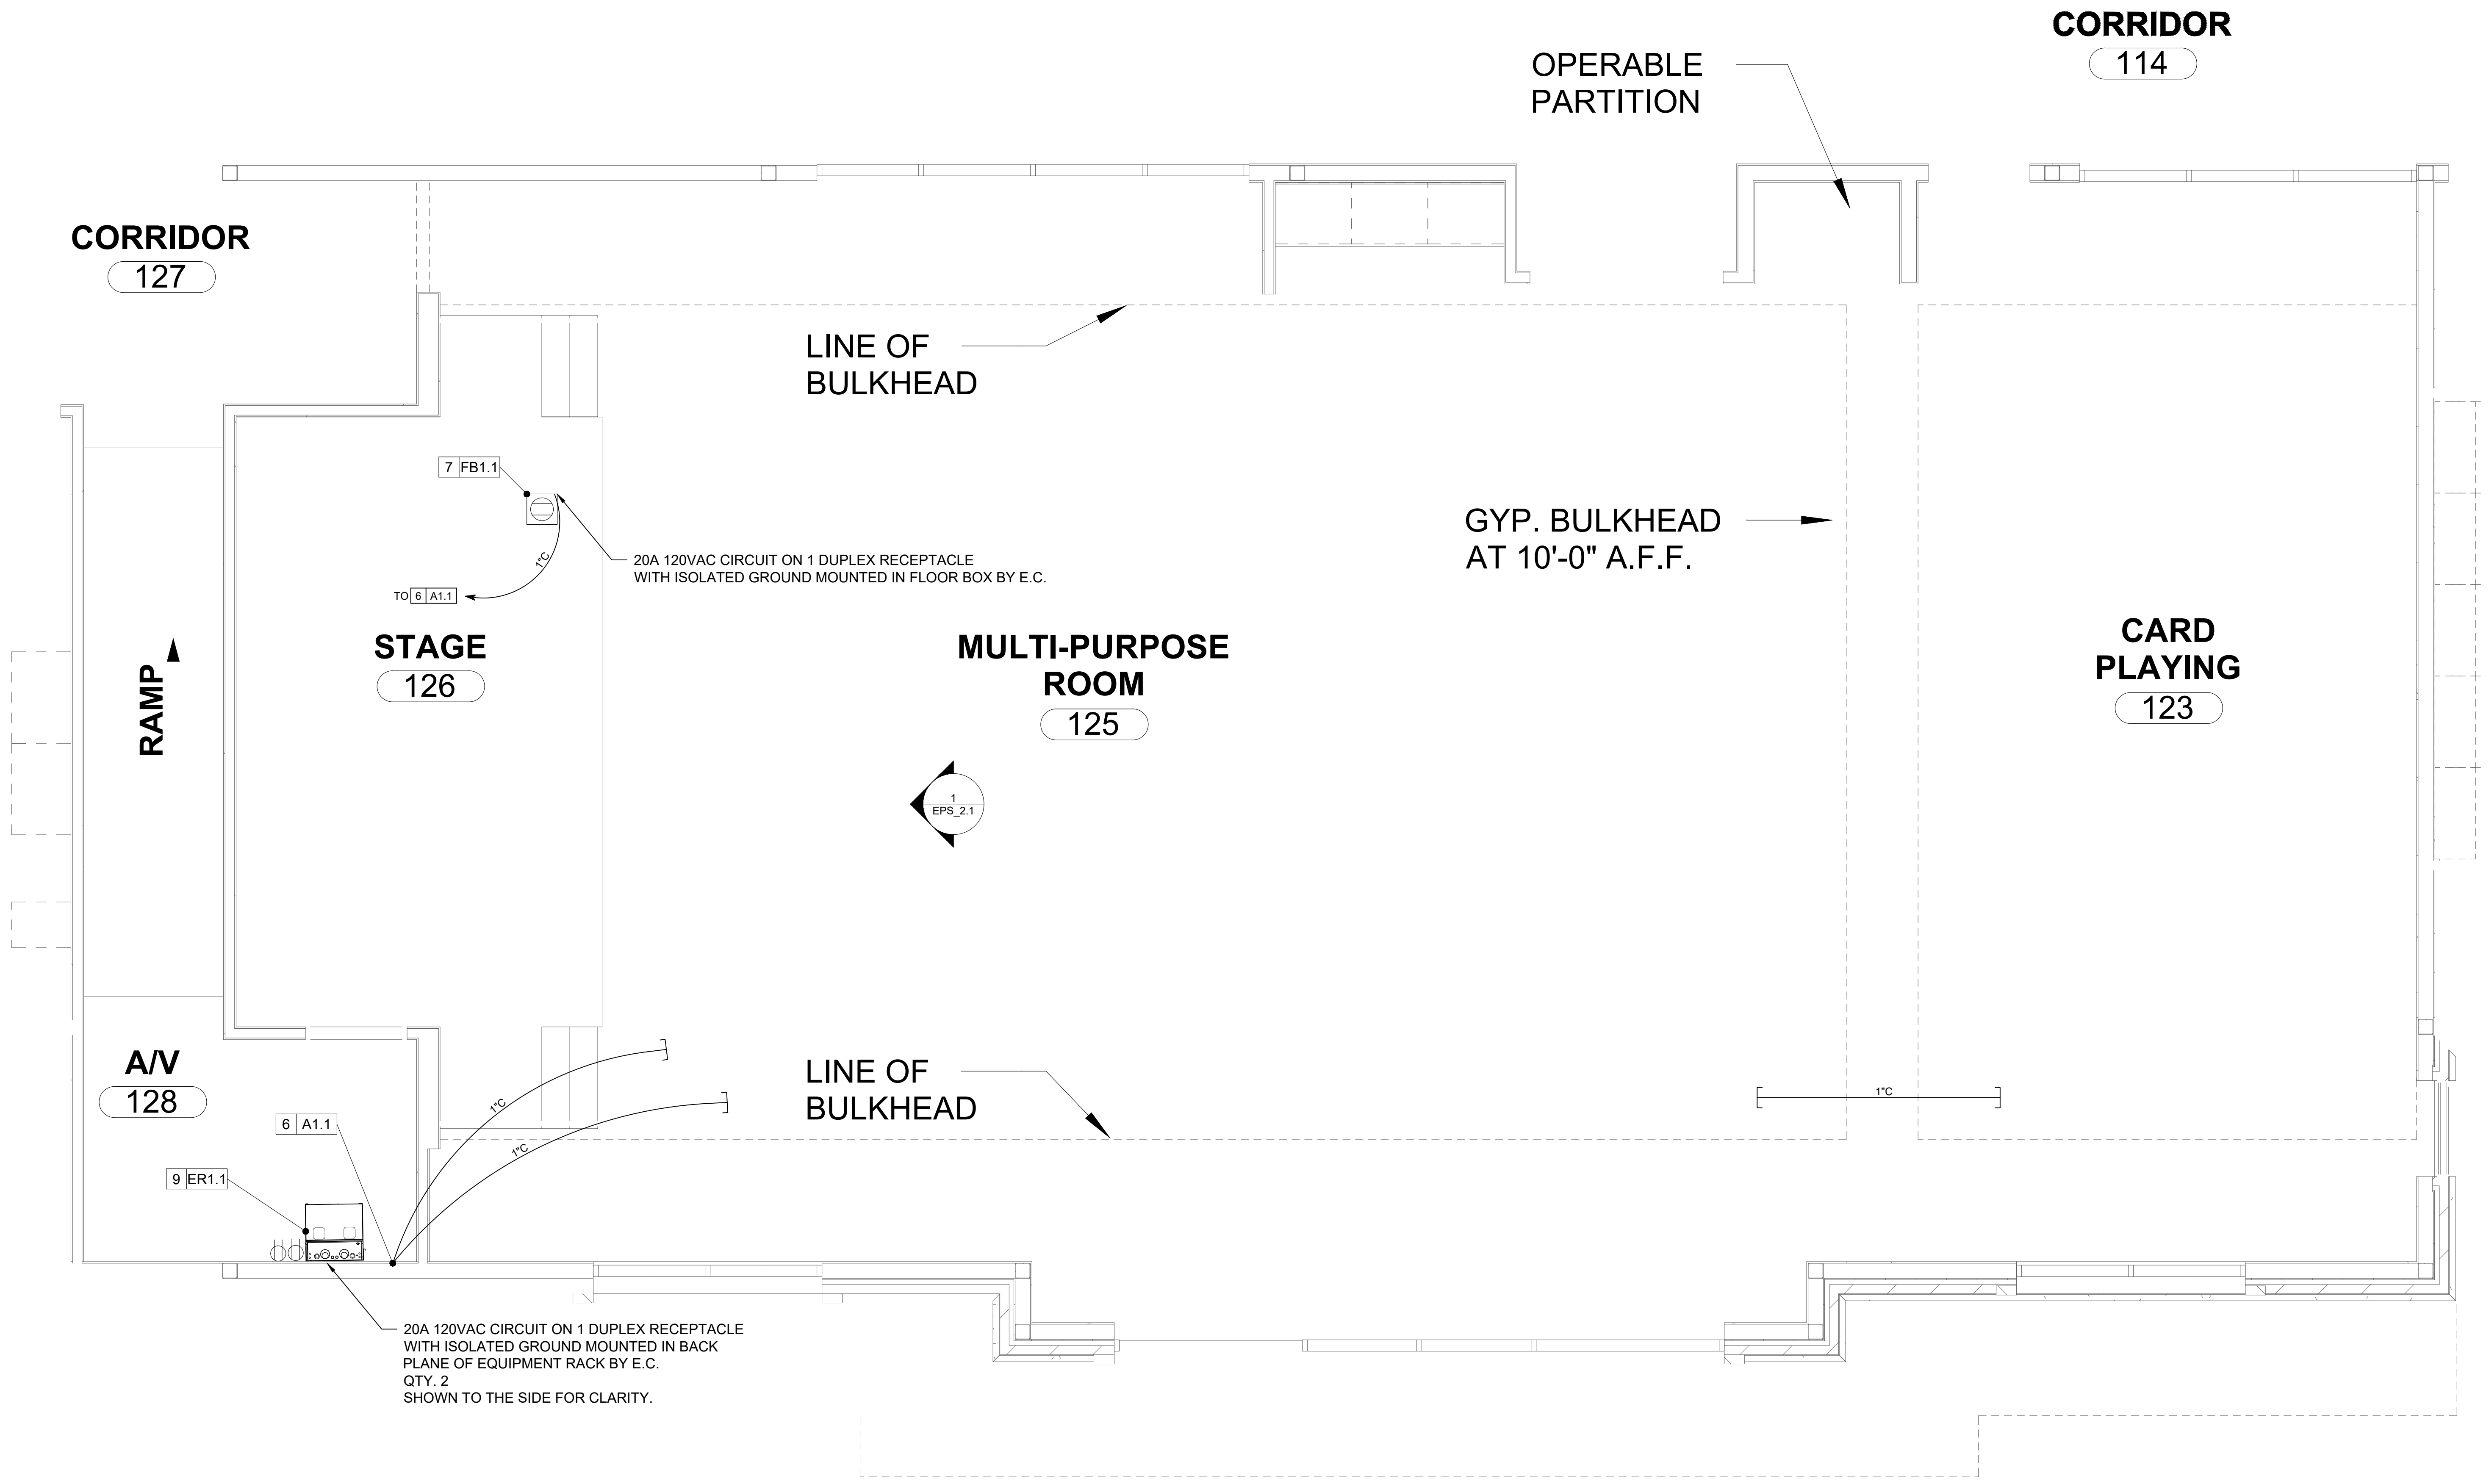 CORRIDOR
114
OPERABLE
PARTITION
CORRIDOR
127
LINE OF
BULKHEAD
7 FB1.1
20A 120VAC CIRCUIT ON 1 DUPLEX RECEPTACLE
WITH ISOLATED GROUND MOUNTED IN FLOOR BOX BY E.C.
1"C
TO 6 A1.1
GYP. BULKHEAD
AT 10'-0" A.F.F.
RAMP
STAGE
126
MULTI-PURPOSE
ROOM
125
CARD
PLAYING
123
1
EPS_2.1
A/V
128
LINE OF
BULKHEAD
1"C
1"C
1"C
6 A1.1
9 ER1.1
20A 120VAC CIRCUIT ON 1 DUPLEX RECEPTACLE
WITH ISOLATED GROUND MOUNTED IN BACK
PLANE OF EQUIPMENT RACK BY E.C.
QTY. 2
SHOWN TO THE SIDE FOR CLARITY.